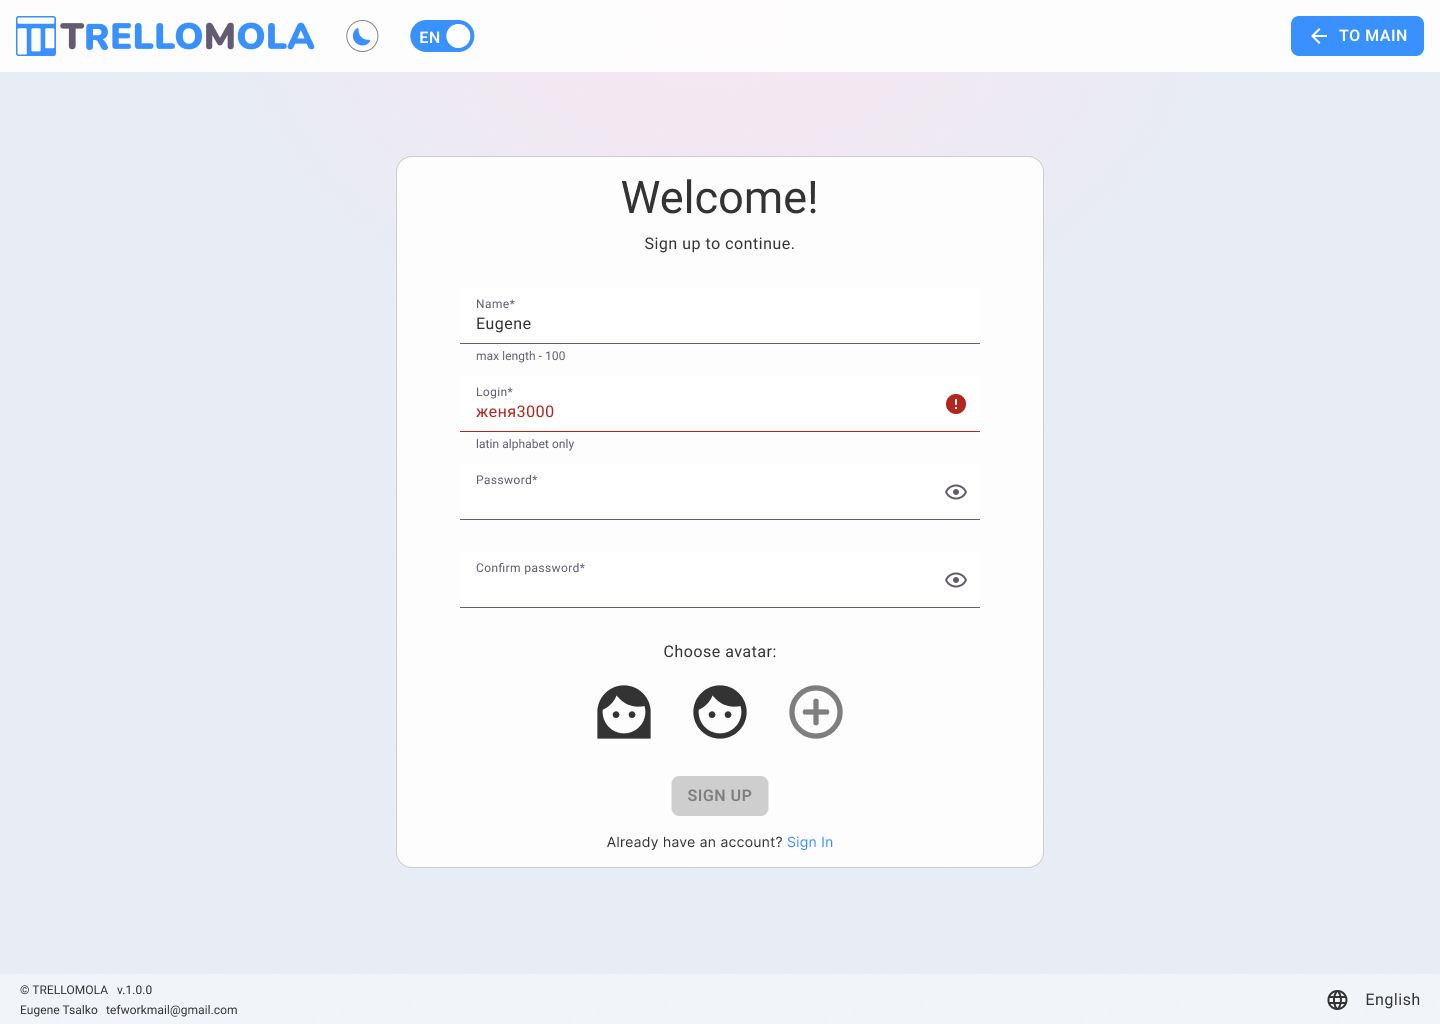 TRELLOMOLA
EN
TO MAIN
Welcome!
Sign up to continue.
Name*
Eugene
max length - 100
Login*
женя3000
latin alphabet only
Password*
Confirm password*
Choose avatar:
SIGN UP
Already have an account? Sign In
© TRELLOMOLA v.1.0.0
Eugene Tsalko tefworkmail@gmail.com
English